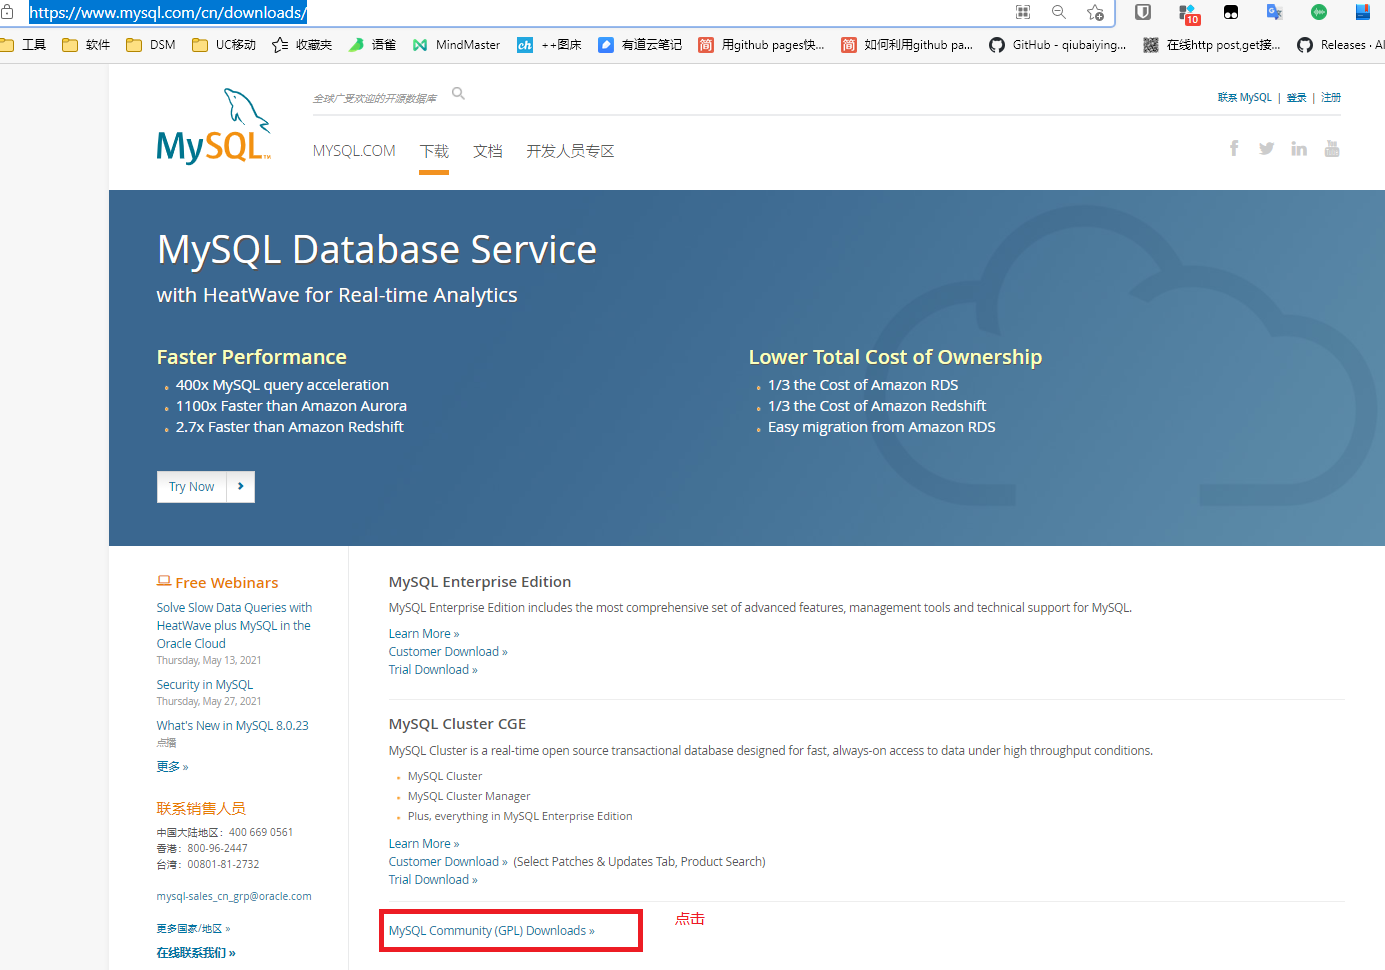 https://www.mysql.com/cn/downloads/
10
工具 软件 DSM UC移动 收藏夹 语雀 MindMaster ch ++图床 有道云笔记 简 用github pages快... 简 如何利用github pa... GitHub - qiubaiying... 在线http post,get接... Releases · Al
全球广受欢迎的开源数据库
联系 MySQL | 登录 | 注册
MySQL™
MYSQL.COM 下载 文档 开发人员专区
MySQL Database Service
with HeatWave for Real-time Analytics
Faster Performance
400x MySQL query acceleration
1100x Faster than Amazon Aurora
2.7x Faster than Amazon Redshift
Lower Total Cost of Ownership
1/3 the Cost of Amazon RDS
1/3 the Cost of Amazon Redshift
Easy migration from Amazon RDS
Try Now
Free Webinars
Solve Slow Data Queries with
HeatWave plus MySQL in the
Oracle Cloud
Thursday, May 13, 2021
Security in MySQL
Thursday, May 27, 2021
What's New in MySQL 8.0.23
点播
更多 »
联系销售人员
中国大陆地区：400 669 0561
香港：800-96-2447
台湾：00801-81-2732
mysql-sales_cn_grp@oracle.com
更多国家/地区 »
在线联系我们 »
MySQL Enterprise Edition
MySQL Enterprise Edition includes the most comprehensive set of advanced features, management tools and technical support for MySQL.
Learn More »
Customer Download »
Trial Download »
MySQL Cluster CGE
MySQL Cluster is a real-time open source transactional database designed for fast, always-on access to data under high throughput conditions.
MySQL Cluster
MySQL Cluster Manager
Plus, everything in MySQL Enterprise Edition
Learn More »
Customer Download » (Select Patches & Updates Tab, Product Search)
Trial Download »
MySQL Community (GPL) Downloads »
点击